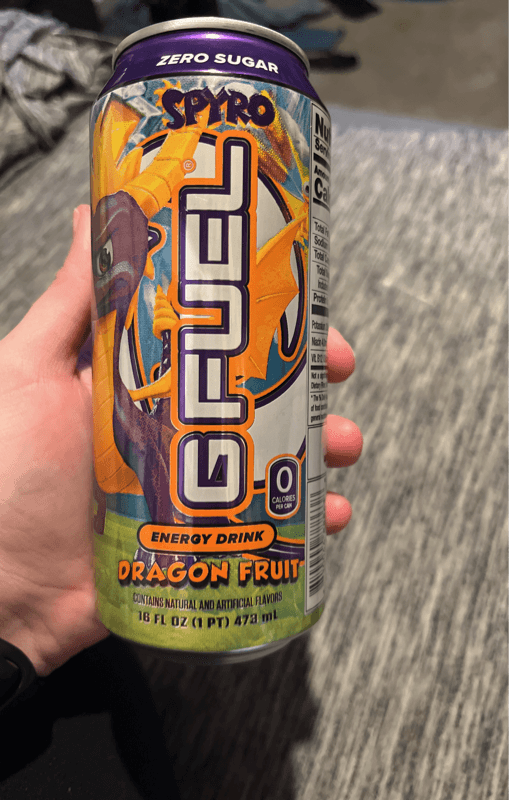 ZERO SUGAR
SPYRO
G FUEL
0
CALORIES
PER CAN
ENERGY DRINK
DRAGON FRUIT
CONTAINS NATURAL AND ARTIFICIAL FLAVORS
16 FL OZ (1 PT) 473 mL